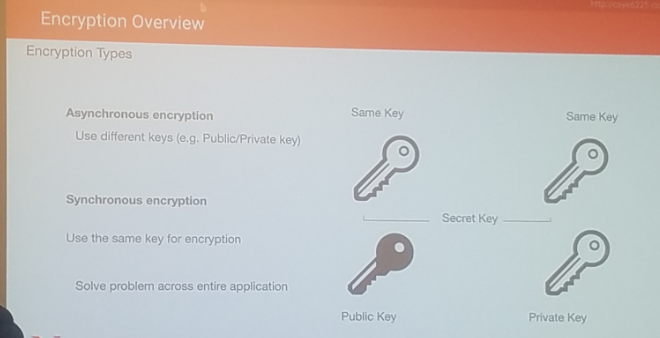 Encryption Overview
Encryption Types
Asynchronous encryption
Use different keys (e.g. Public/Private key)
Synchronous encryption
Use the same key for encryption
Solve problem across entire application
Same Key
Same Key
Secret Key
Public Key
Private Key